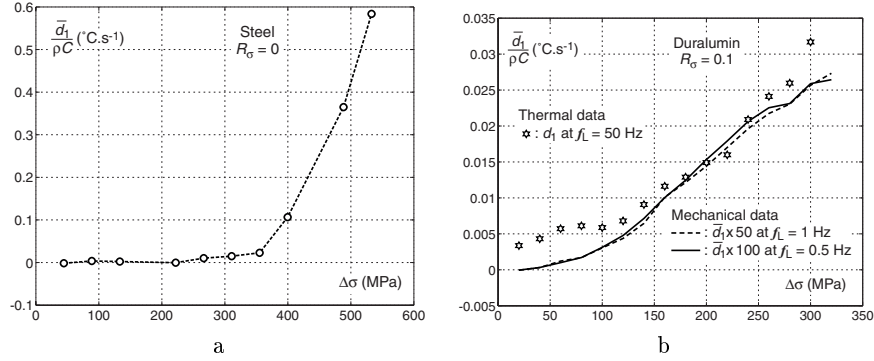 0.6
0.5
0.4
0.3
0.2
0.1
0
-0.1
d̅₁
ρC (°C.s⁻¹)
Steel
Rσ = 0
Δσ (MPa)
0 100 200 300 400 500 600
a
0.035
0.03
0.025
0.02
0.015
0.01
0.005
0
-0.005
d̅₁
ρC (°C.s⁻¹)
Duralumin
Rσ = 0.1
Thermal data
✡ : d₁ at fL = 50 Hz
Mechanical data
: d̅₁x 50 at fL = 1 Hz
: d̅₁x 100 at fL = 0.5 Hz
Δσ (MPa)
0 50 100 150 200 250 300 350
b